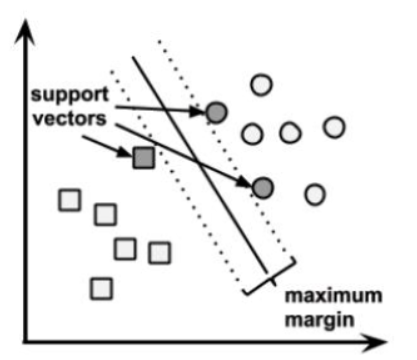 support
vectors
maximum
margin